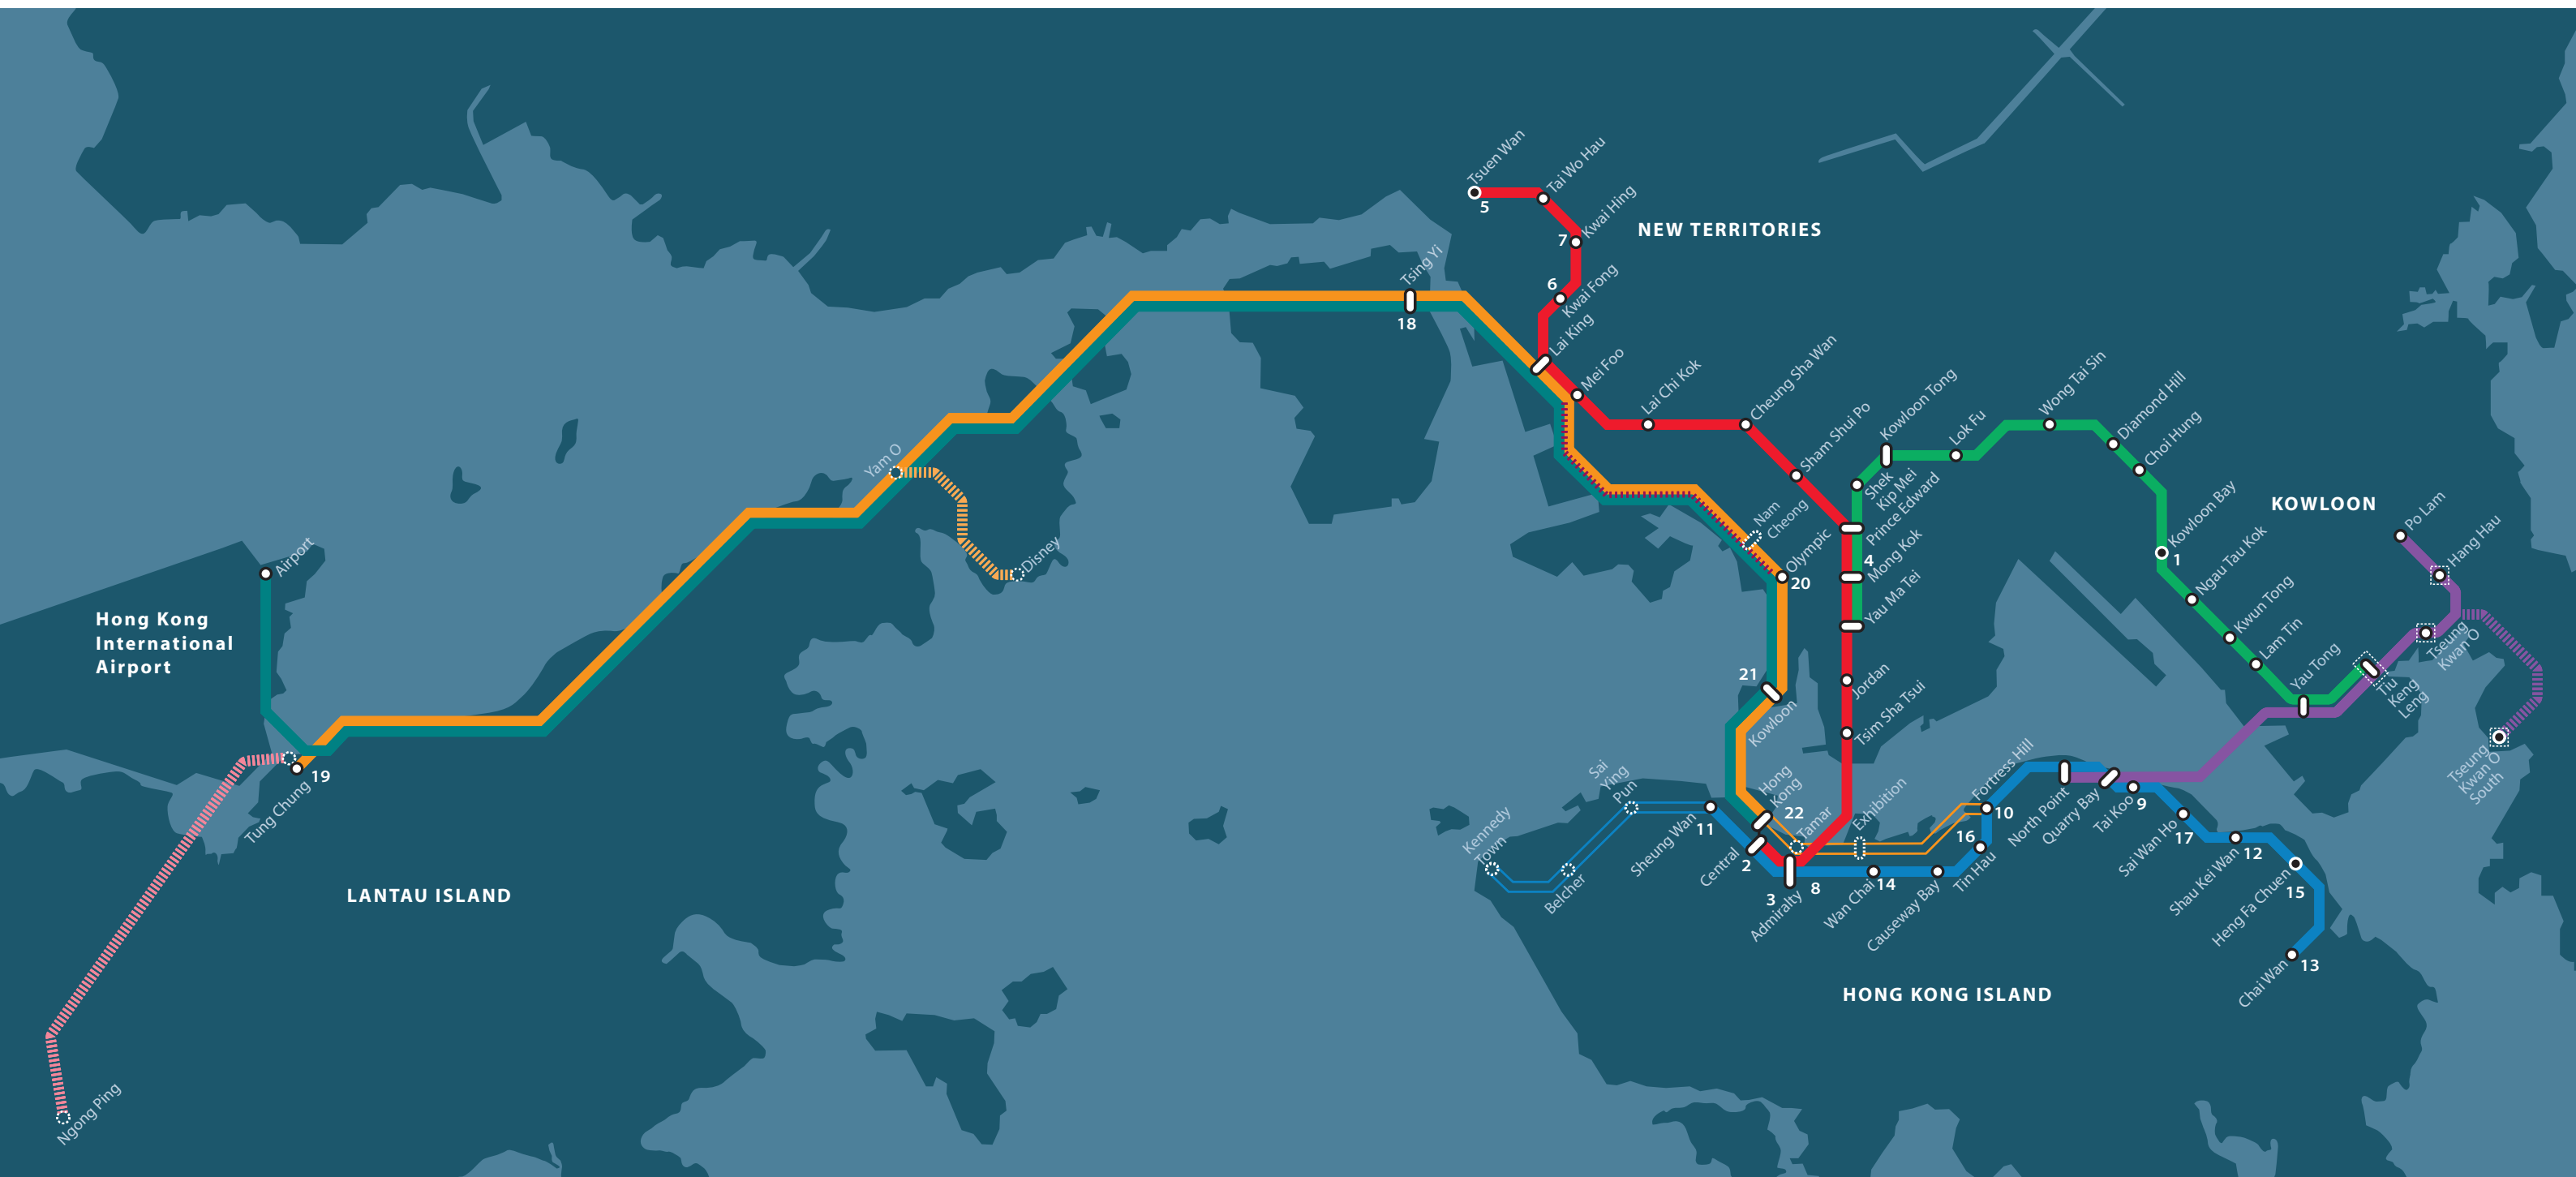 Tsuen Wan
5
Tai Wo Hau
Kwai Hing
7
NEW TERRITORIES
6
Kwai Fong
Tsing Yi
18
Lai King
Mei Foo
Lai Chi Kok
Cheung Sha Wan
Sham Shui Po
Kowloon Tong
Lok Fu
Wong Tai Sin
Diamond Hill
Choi Hung
Shek
Kip Mei
Prince Edward
4
Mong Kok
Yau Ma Tei
Yam O
Disney
Nam
Cheong
Olympic
20
Kowloon Bay
1
Ngau Tau Kok
Kwun Tong
Lam Tin
Yau Tong
KOWLOON
Po Lam
Hang Hau
Tseung
Kwan O
Tiu
Keng
Leng
Tseung
Kwan O
South
Airport
Hong Kong
International
Airport
19
Tung Chung
LANTAU ISLAND
Ngong Ping
21
Kowloon
Jordan
Tsim Sha Tsui
Hong
Kong
22
Tamar
Exhibition
Fortress Hill
10
16
Tin Hau
North Point
Quarry Bay
Tai Koo
9
Sai Wan Ho
17
Shau Kei Wan
12
Heng Fa Chuen
15
Chai Wan
13
Sai
Ying
Pun
Kennedy
Town
Belcher
Sheung Wan
11
Central
2
3
Admiralty
8
Wan Chai
14
Causeway Bay
HONG KONG ISLAND